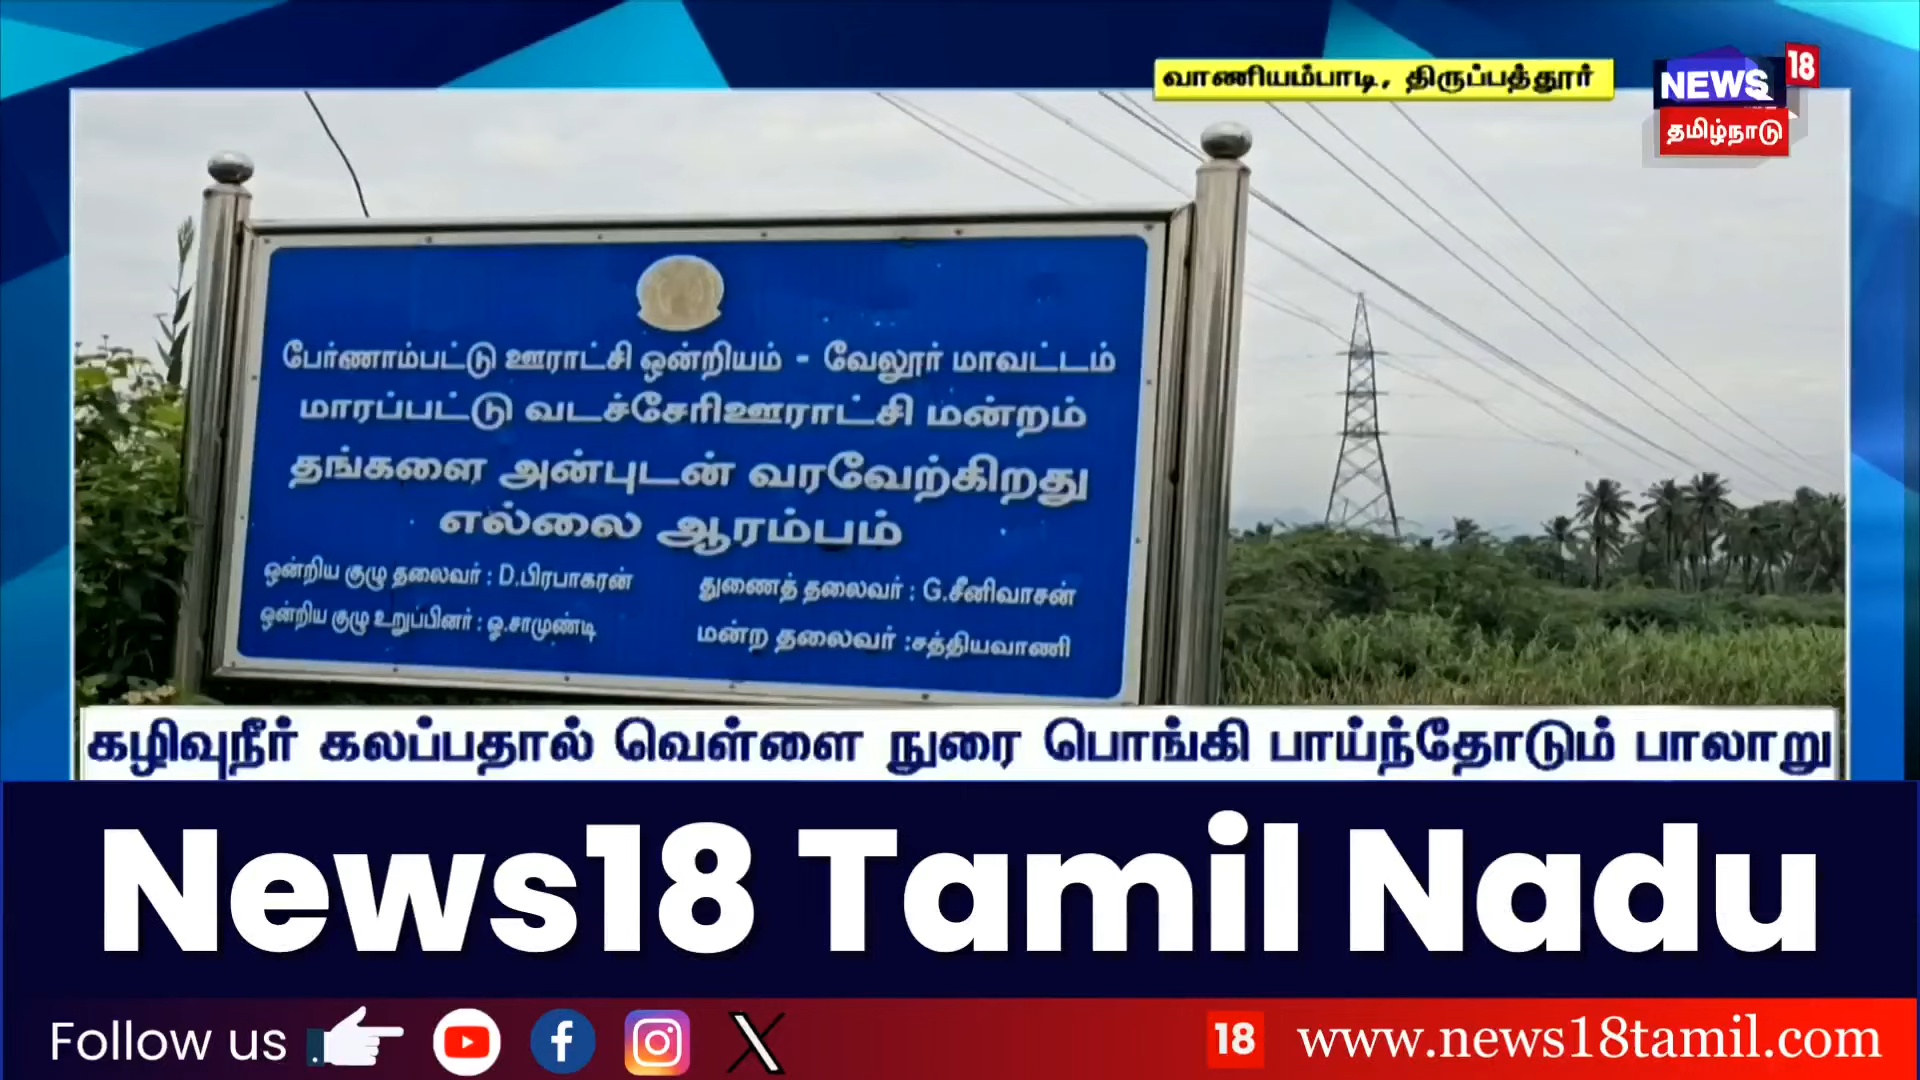 வாணியம்பாடி, திருப்பத்தூர்
NEWS 18
தமிழ்நாடு
பேர்ணாம்பட்டு ஊராட்சி ஒன்றியம் - வேலூர் மாவட்டம்
மாரப்பட்டு வடச்சேரிஊராட்சி மன்றம்
தங்களை அன்புடன் வரவேற்கிறது
எல்லை ஆரம்பம்
ஒன்றிய குழு தலைவர் : D.பிரபாகரன் துணைத் தலைவர் : G.சீனிவாசன்
ஒன்றிய குழு உறுப்பினர் : ஓ.சாமுண்டி மன்ற தலைவர் :சத்தியவாணி
கழிவுநீர் கலப்பதால் வெள்ளை நுரை பொங்கி பாய்ந்தோடும் பாலாறு
News18 Tamil Nadu
Follow us
18 www.news18tamil.com